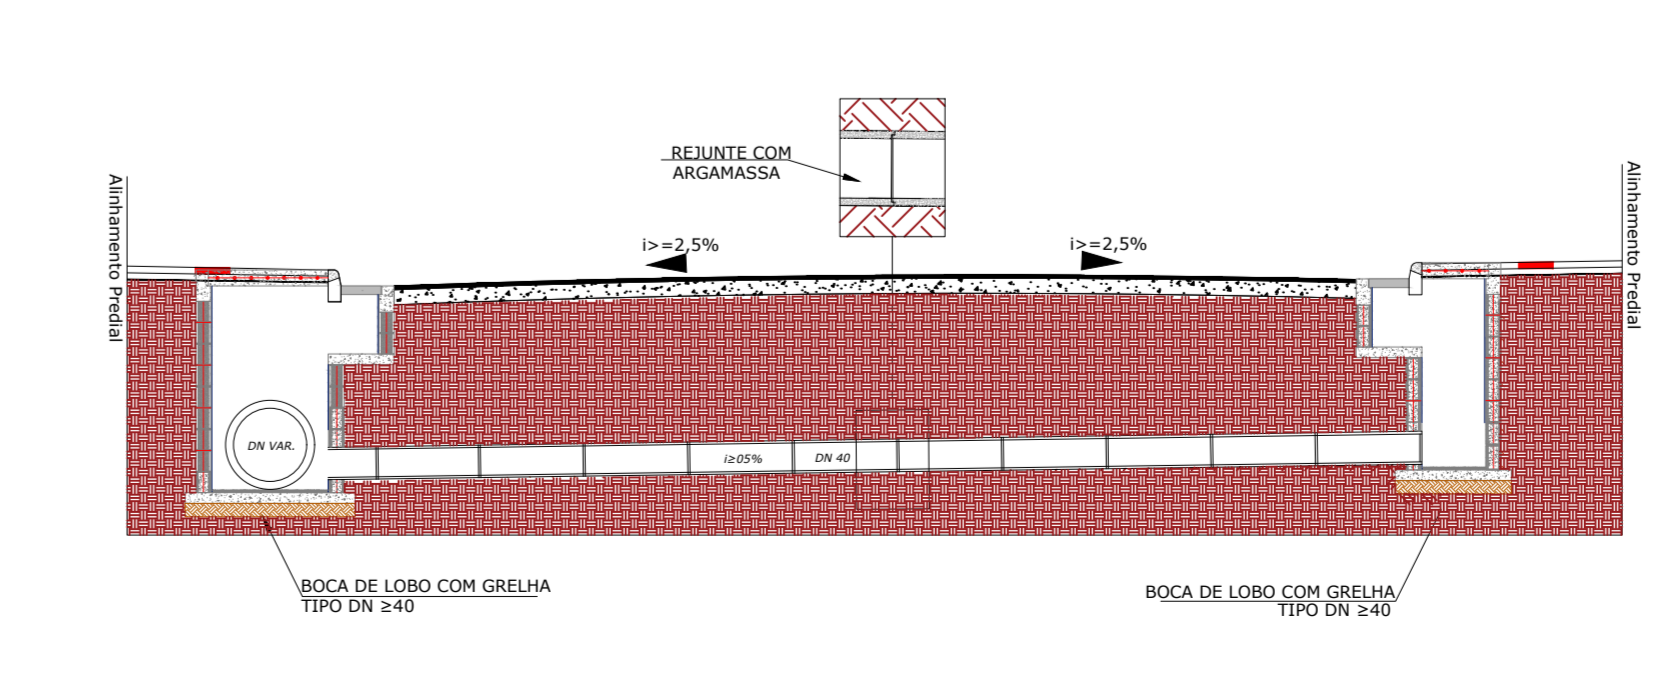 REJUNTE COM
ARGAMASSA
Alinhamento Predial
Alinhamento Predial
i>=2,5%
i>=2,5%
DN VAR.
i≥05%
DN 40
BOCA DE LOBO COM GRELHA
TIPO DN ≥40
BOCA DE LOBO COM GRELHA
TIPO DN ≥40